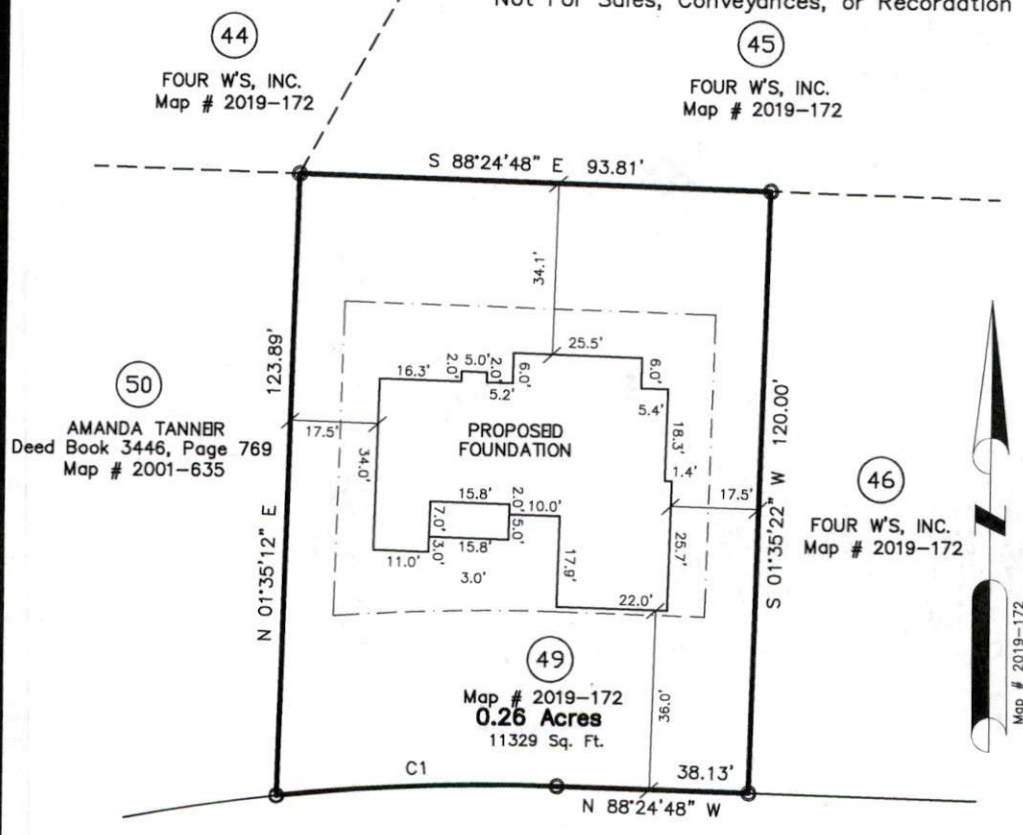 Not For Sales, Conveyances, or Recordation
44
FOUR W'S, INC.
Map # 2019-172
45
FOUR W'S, INC.
Map # 2019-172
S 88°24'48" E 93.81'
34.1'
123.89'
N 01°35'12" E
50
AMANDA TANNER
Deed Book 3446, Page 769
Map # 2001-635
17.5'
16.3'
2.0'
5.0'
2.0'
5.2'
6.0'
25.5'
6.0'
5.4'
18.3'
1.4'
PROPOSED
FOUNDATION
34.0'
15.8'
2.0'
10.0'
7.0'
5.0'
15.8'
3.0'
11.0'
3.0'
17.9'
22.0'
25.7'
17.5'
120.00'
S 01°35'22" W
46
FOUR W'S, INC.
Map # 2019-172
49
Map # 2019-172
0.26 Acres
11329 Sq. Ft.
36.0'
C1
38.13'
N 88°24'48" W
Map # 2019-172